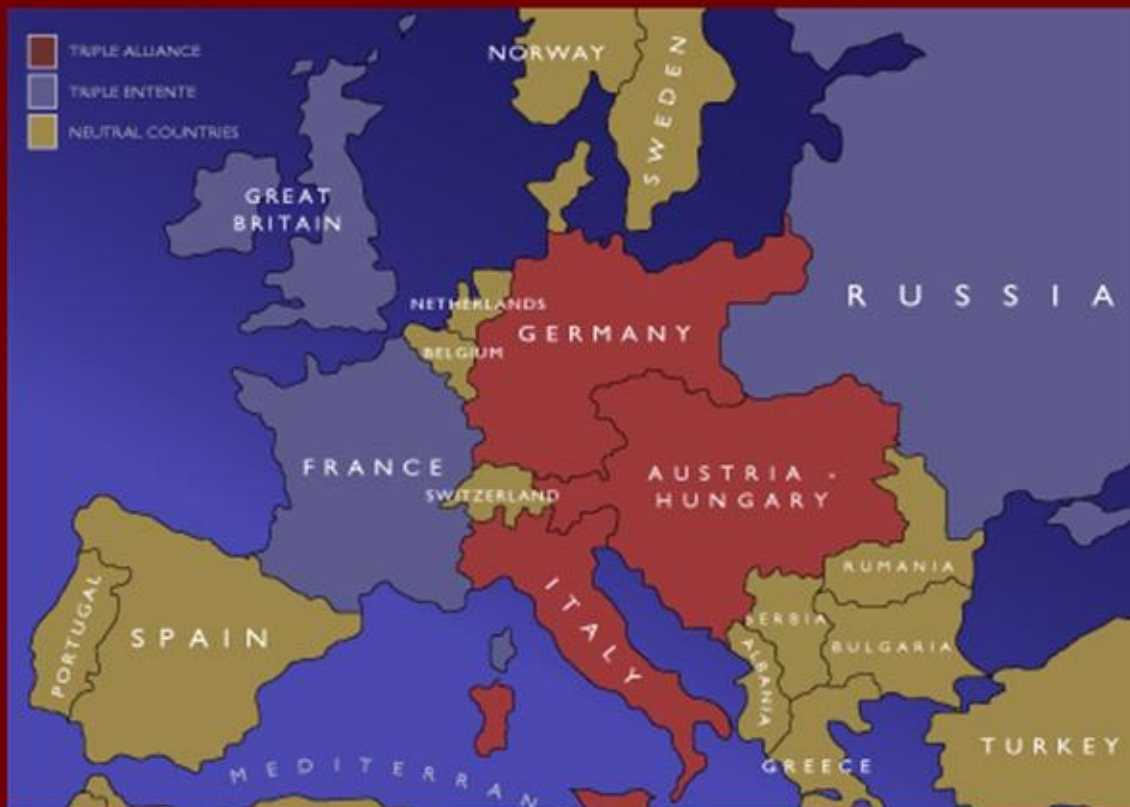 TRIPLE ALLIANCE
TRIPLE ENTENTE
NEUTRAL COUNTRIES
NORWAY
SWEDEN
GREAT
BRITAIN
RUSSIA
NETHERLANDS
GERMANY
BELGIUM
FRANCE
SWITZERLAND
AUSTRIA -
HUNGARY
RUMANIA
ITALY
PORTUGAL
SPAIN
SERBIA
BULGARIA
ALBANIA
TURKEY
GREECE
MEDITERRAN